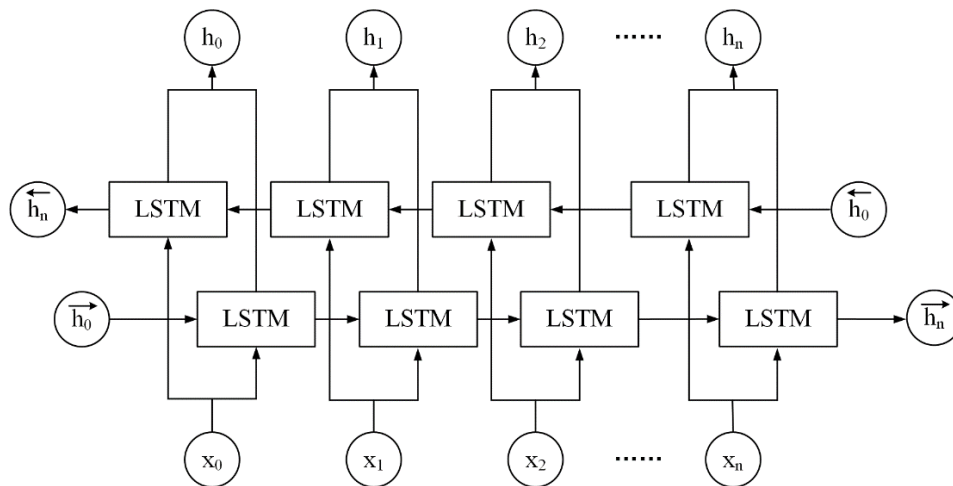 h₀ h₁ h₂ ...... hₙ
←hₙ LSTM LSTM LSTM LSTM ←h₀
→h₀ LSTM LSTM LSTM LSTM →hₙ
x₀ x₁ x₂ ...... xₙ